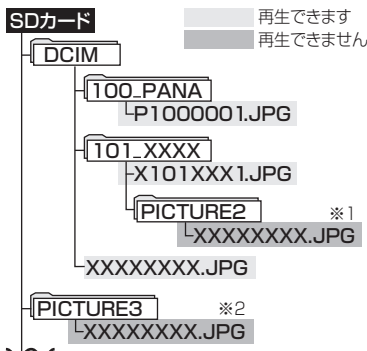 SDカード
再生できます
再生できません
DCIM
100_PANA
P1000001.JPG
101_XXXX
X101XXX1.JPG
PICTURE2 ※1
XXXXXXXX.JPG
XXXXXXXX.JPG
PICTURE3 ※2
XXXXXXXX.JPG